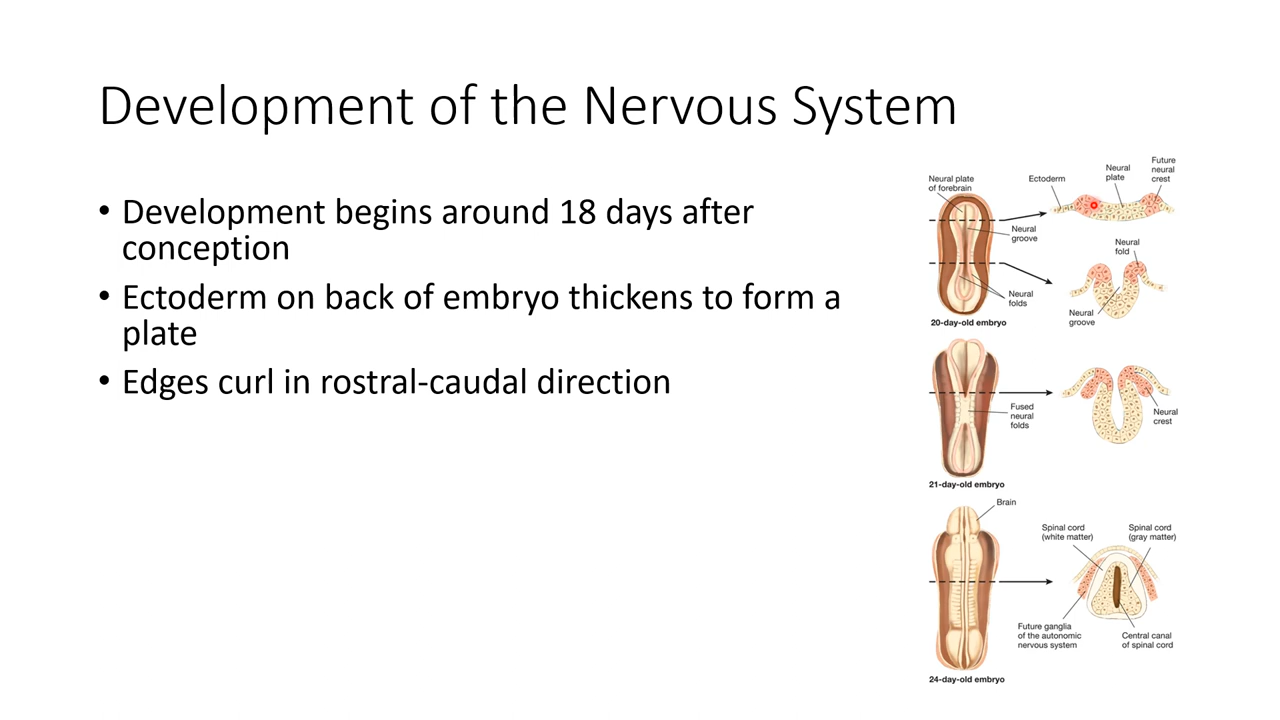 Development of the Nervous System
• Development begins around 18 days after
conception
• Ectoderm on back of embryo thickens to form a
plate
• Edges curl in rostral-caudal direction
Neural plate
of forebrain
Ectoderm
Neural
plate
Future
neural
crest
Neural
groove
Neural
fold
Neural
folds
Neural
groove
20-day-old embryo
Fused
neural
folds
Neural
crest
21-day-old embryo
Brain
Spinal cord
(white matter)
Spinal cord
(gray matter)
Future ganglia
of the autonomic
nervous system
Central canal
of spinal cord
24-day-old embryo